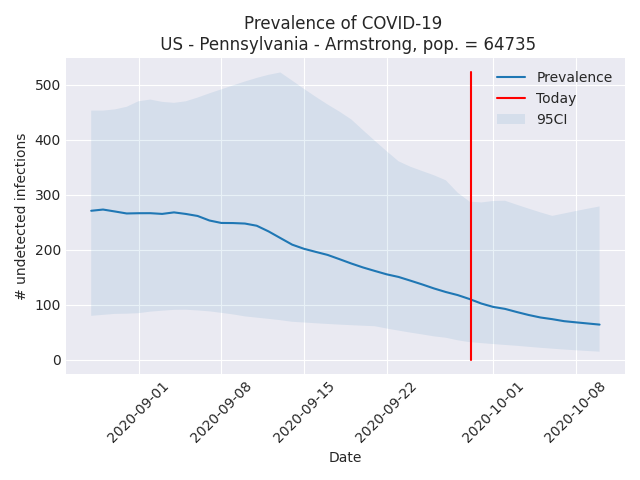 Prevalence of COVID-19
US - Pennsylvania - Armstrong, pop. = 64735
Prevalence
Today
95CI
# undetected infections
500
400
300
200
100
0
2020-09-01
2020-09-08
2020-09-15
2020-09-22
2020-10-01
2020-10-08
Date